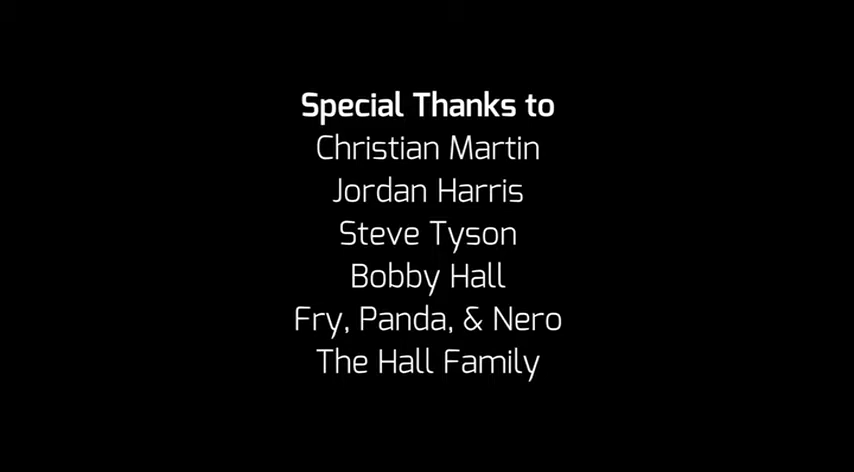 Special Thanks to
Christian Martin
Jordan Harris
Steve Tyson
Bobby Hall
Fry, Panda, & Nero
The Hall Family